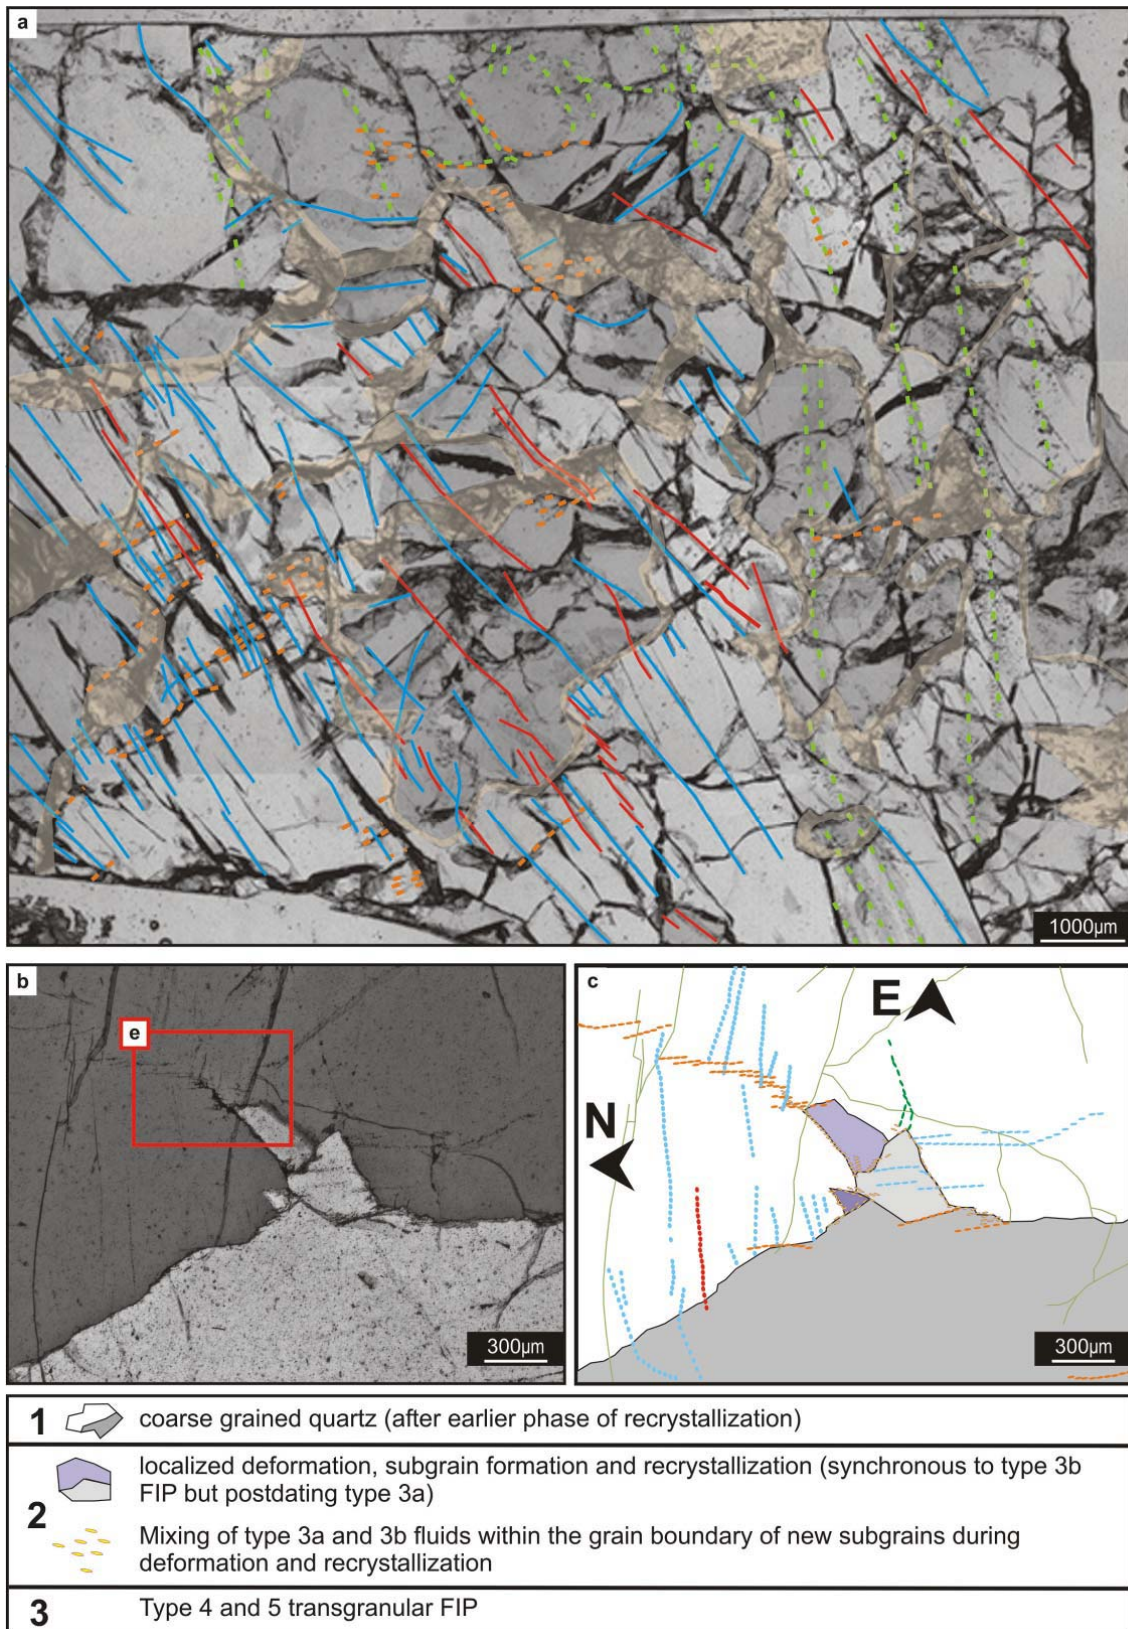 a
1000µm
b
e
300µm
c
E
N
300µm
1 coarse grained quartz (after earlier phase of recrystallization)
localized deformation, subgrain formation and recrystallization (synchronous to type 3b
FIP but postdating type 3a)
2
Mixing of type 3a and 3b fluids within the grain boundary of new subgrains during
deformation and recrystallization
3 Type 4 and 5 transgranular FIP